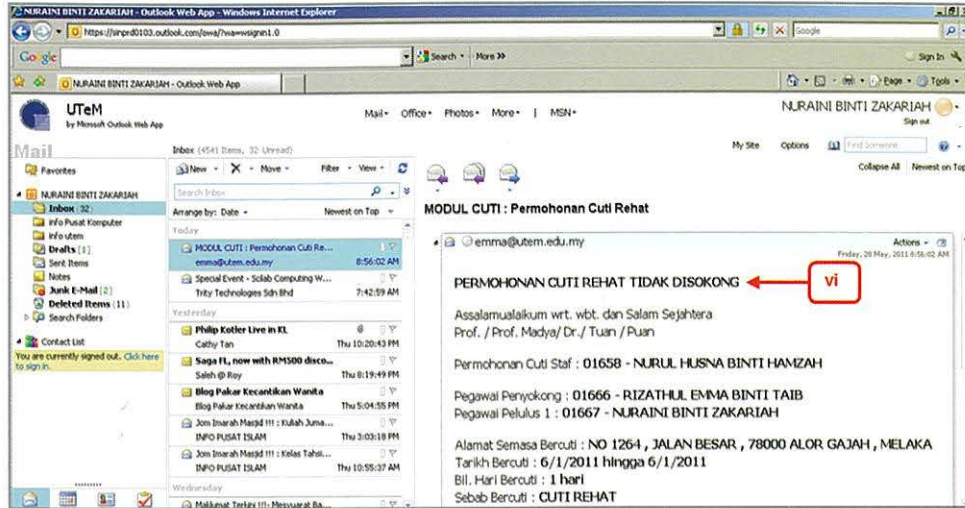 NURAINI BINTI ZAKARIAH - Outlook Web App - Windows Internet Explorer
https://sinprd0103.outlook.com/owa/?wa=wsignin1.0
Google
Google
Search
More »
Sign In
NURAINI BINTI ZAKARIAH - Outlook Web App
Page
Tools
UTeM
by Microsoft Outlook Web App
Mail
Office
Photos
More
|
MSN
NURAINI BINTI ZAKARIAH
Sign out
Mail
Inbox (4541 Items, 32 Unread)
My Site
Options
Find Someone
Favorites
New
Move
Filter
View
Collapse All
Newest on Top
NURAINI BINTI ZAKARIAH
Inbox (32)
info Pusat Komputer
info utem
Drafts [1]
Sent Items
Notes
Junk E-Mail [2]
Deleted Items (11)
Search Folders
Contact List
You are currently signed out. Click here
to sign in.
Search Inbox
Arrange by: Date
Newest on Top
Today
MODUL CUTI : Permohonan Cuti Re...
emma@utem.edu.my 8:56:02 AM
Special Event - Scilab Computing W...
Trity Technologies Sdn Bhd 7:42:59 AM
Yesterday
Philip Kotler Live in KL
Cathy Tan Thu 10:20:43 PM
Saga FL, now with RM500 disco...
Saleh @ Roy Thu 8:19:49 PM
Blog Pakar Kecantikan Wanita
Blog Pakar Kecantikan Wanita Thu 5:04:55 PM
Jom Imarah Masjid !!! : Kuliah Juma...
INFO PUSAT ISLAM Thu 3:03:18 PM
Jom Imarah Masjid !!! : Kelas Tahsi...
INFO PUSAT ISLAM Thu 10:55:37 AM
Wednesday
Maklumat Terkini !!!- Mesyuarat Ba...
MODUL CUTI : Permohonan Cuti Rehat
emma@utem.edu.my
Actions
Friday, 20 May, 2011 8:56:02 AM
PERMOHONAN CUTI REHAT TIDAK DISOKONG
vi
Assalamualaikum wrt. wbt. dan Salam Sejahtera
Prof. / Prof. Madya/ Dr./ Tuan / Puan
Permohonan Cuti Staf : 01658 - NURUL HUSNA BINTI HAMZAH
Pegawai Penyokong : 01666 - RIZATHUL EMMA BINTI TAIB
Pegawai Pelulus 1 : 01667 - NURAINI BINTI ZAKARIAH
Alamat Semasa Bercuti : NO 1264 , JALAN BESAR , 78000 ALOR GAJAH , MELAKA
Tarikh Bercuti : 6/1/2011 hingga 6/1/2011
Bil. Hari Bercuti : 1 hari
Sebab Bercuti : CUTI REHAT